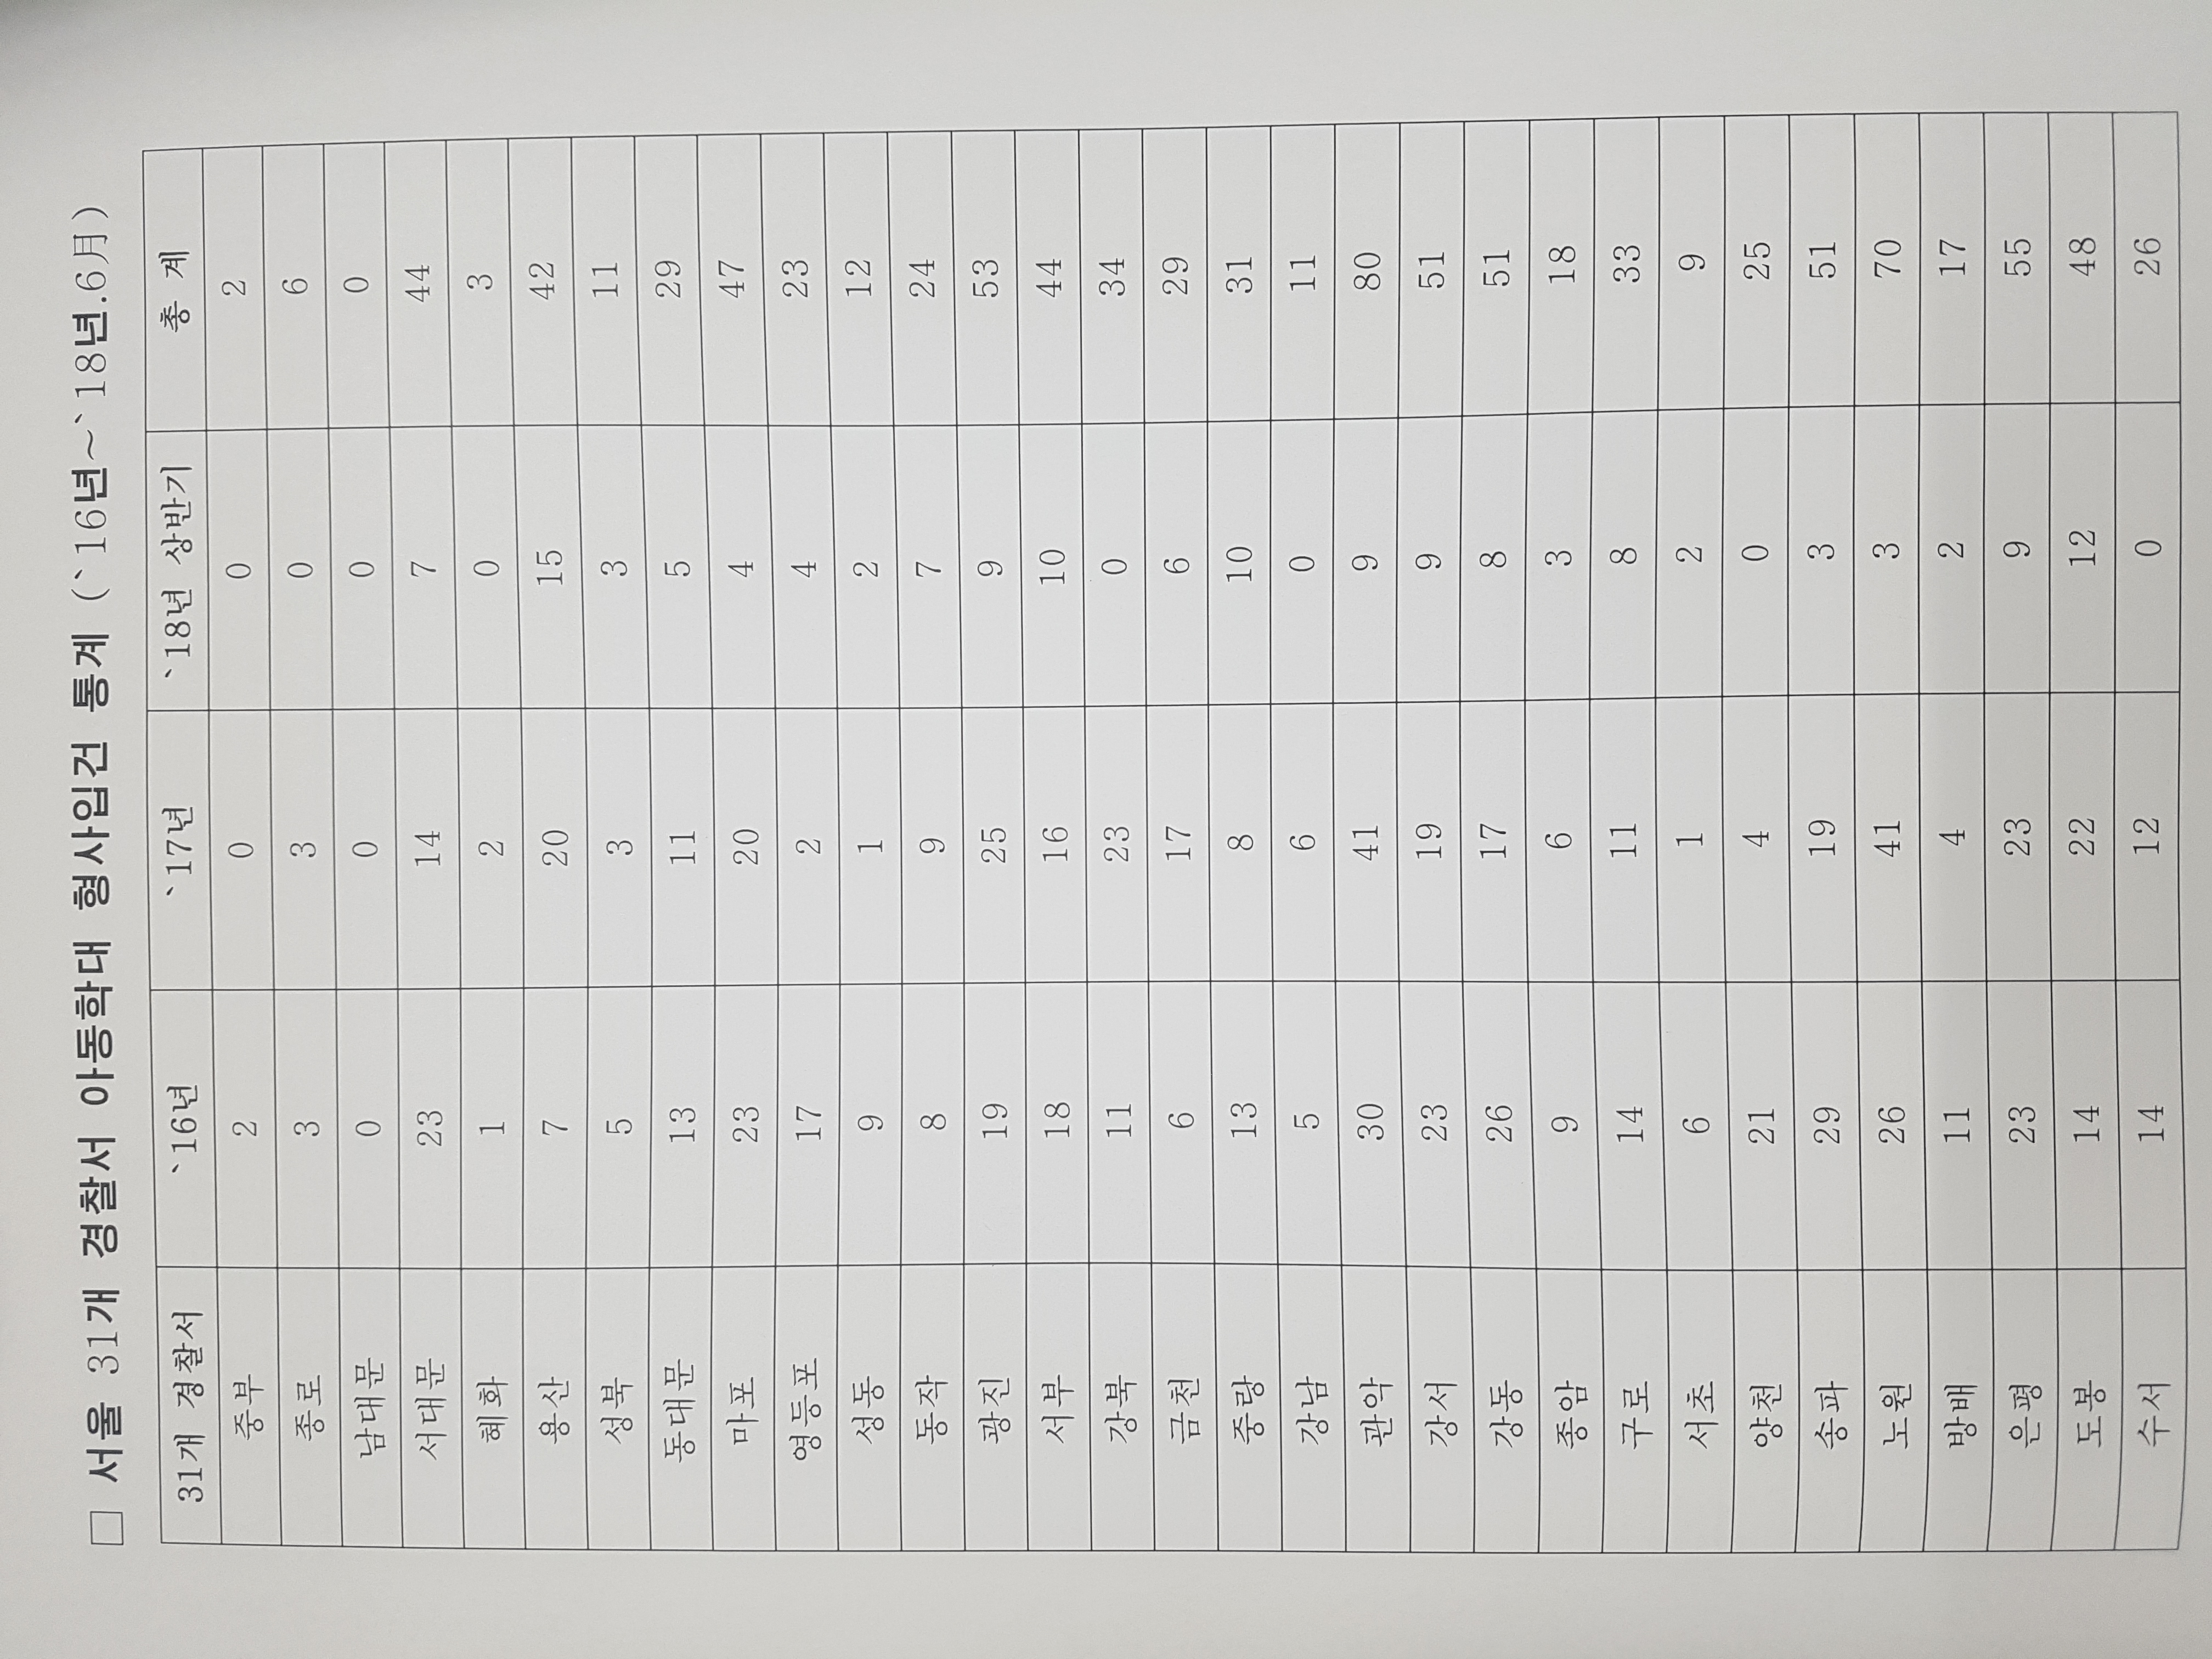 □ 서울 31개 경찰서 아동학대 형사입건 통계 (`16년~`18년.6月)
31개 경찰서 `16년 `17년 `18년 상반기 총 계
중부 2 0 0 2
종로 3 3 0 6
남대문 0 0 0 0
서대문 23 14 7 44
혜화 1 2 0 3
용산 7 20 15 42
성북 5 3 3 11
동대문 13 11 5 29
마포 23 20 4 47
영등포 17 2 4 23
성동 9 1 2 12
동작 8 9 7 24
광진 19 25 9 53
서부 18 16 10 44
강북 11 23 0 34
금천 6 17 6 29
중랑 13 8 10 31
강남 5 6 0 11
관악 30 41 9 80
강서 23 19 9 51
강동 26 17 8 51
종암 9 6 3 18
구로 14 11 8 33
서초 6 1 2 9
양천 21 4 0 25
송파 29 19 3 51
노원 26 41 3 70
방배 11 4 2 17
은평 23 23 9 55
도봉 14 22 12 48
수서 14 12 0 26